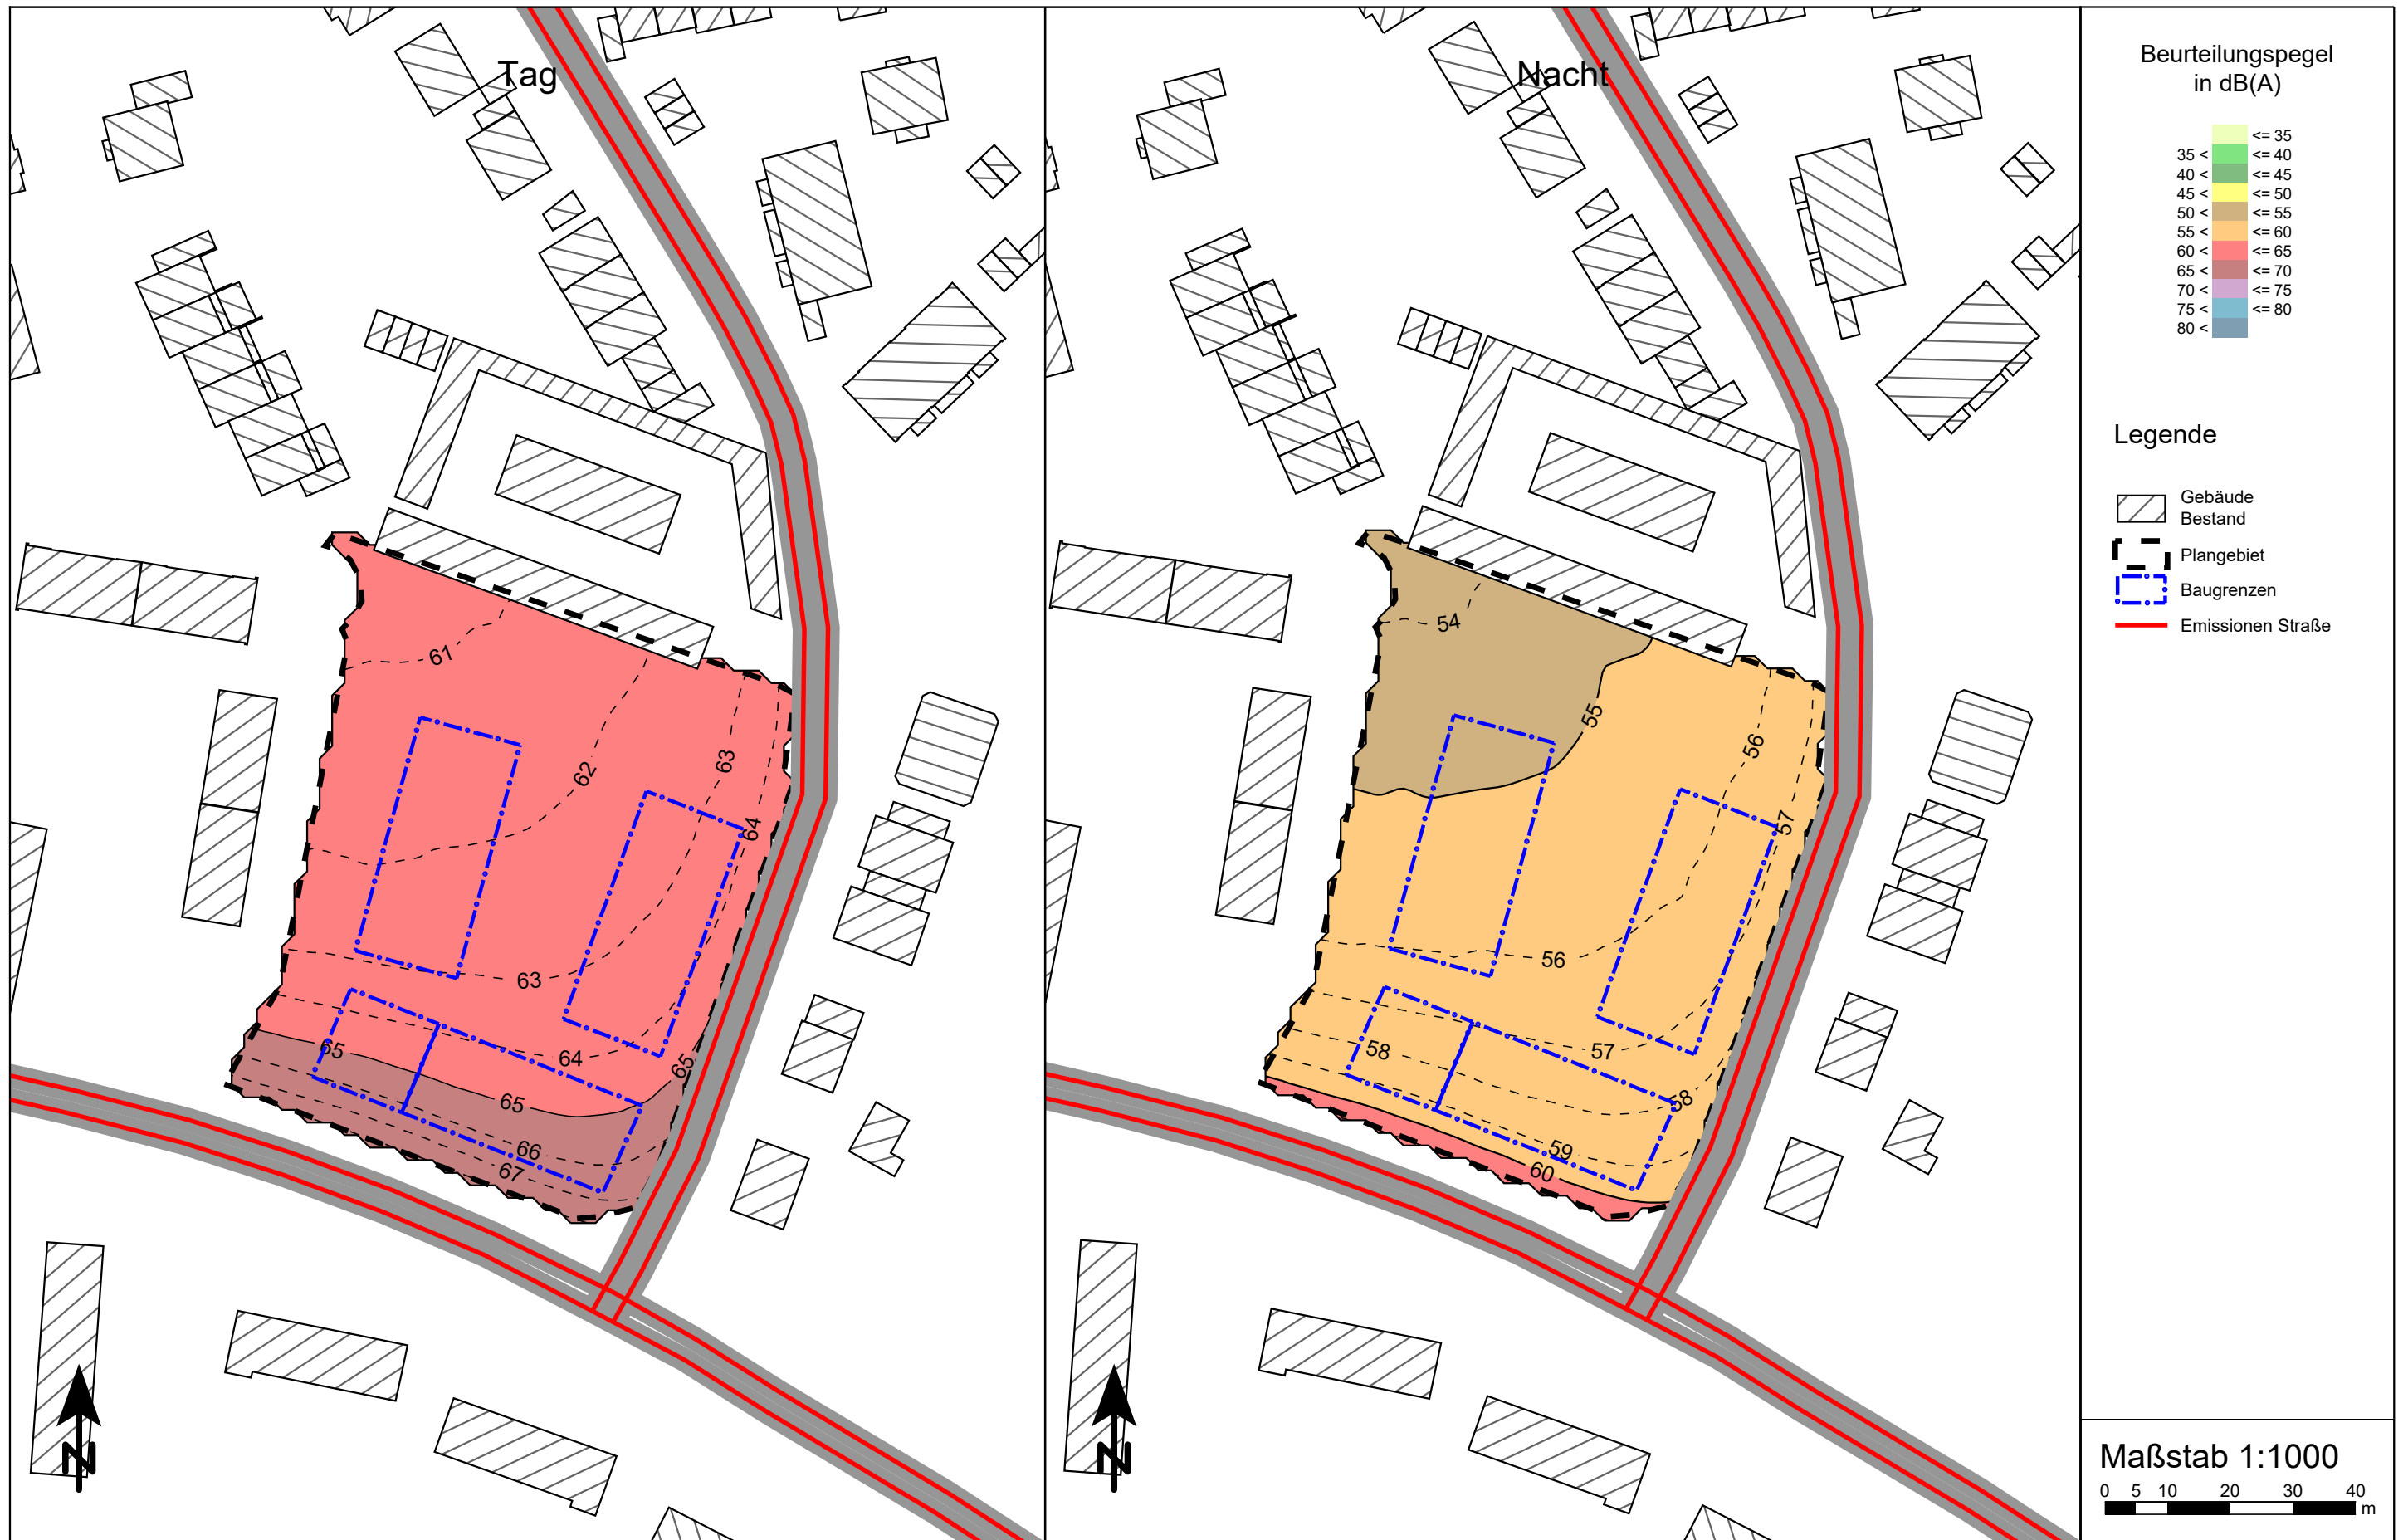 Tag
61
62
63
64
63
65
64
65
65
66
67
N
Nacht
54
55
56
57
56
58
57
58
59
60
N
Beurteilungspegel
in dB(A)
<= 35
35 < <= 40
40 < <= 45
45 < <= 50
50 < <= 55
55 < <= 60
60 < <= 65
65 < <= 70
70 < <= 75
75 < <= 80
80 <
Legende
Gebäude
Bestand
Plangebiet
Baugrenzen
Emissionen Straße
Maßstab 1:1000
0 5 10 20 30 40
m